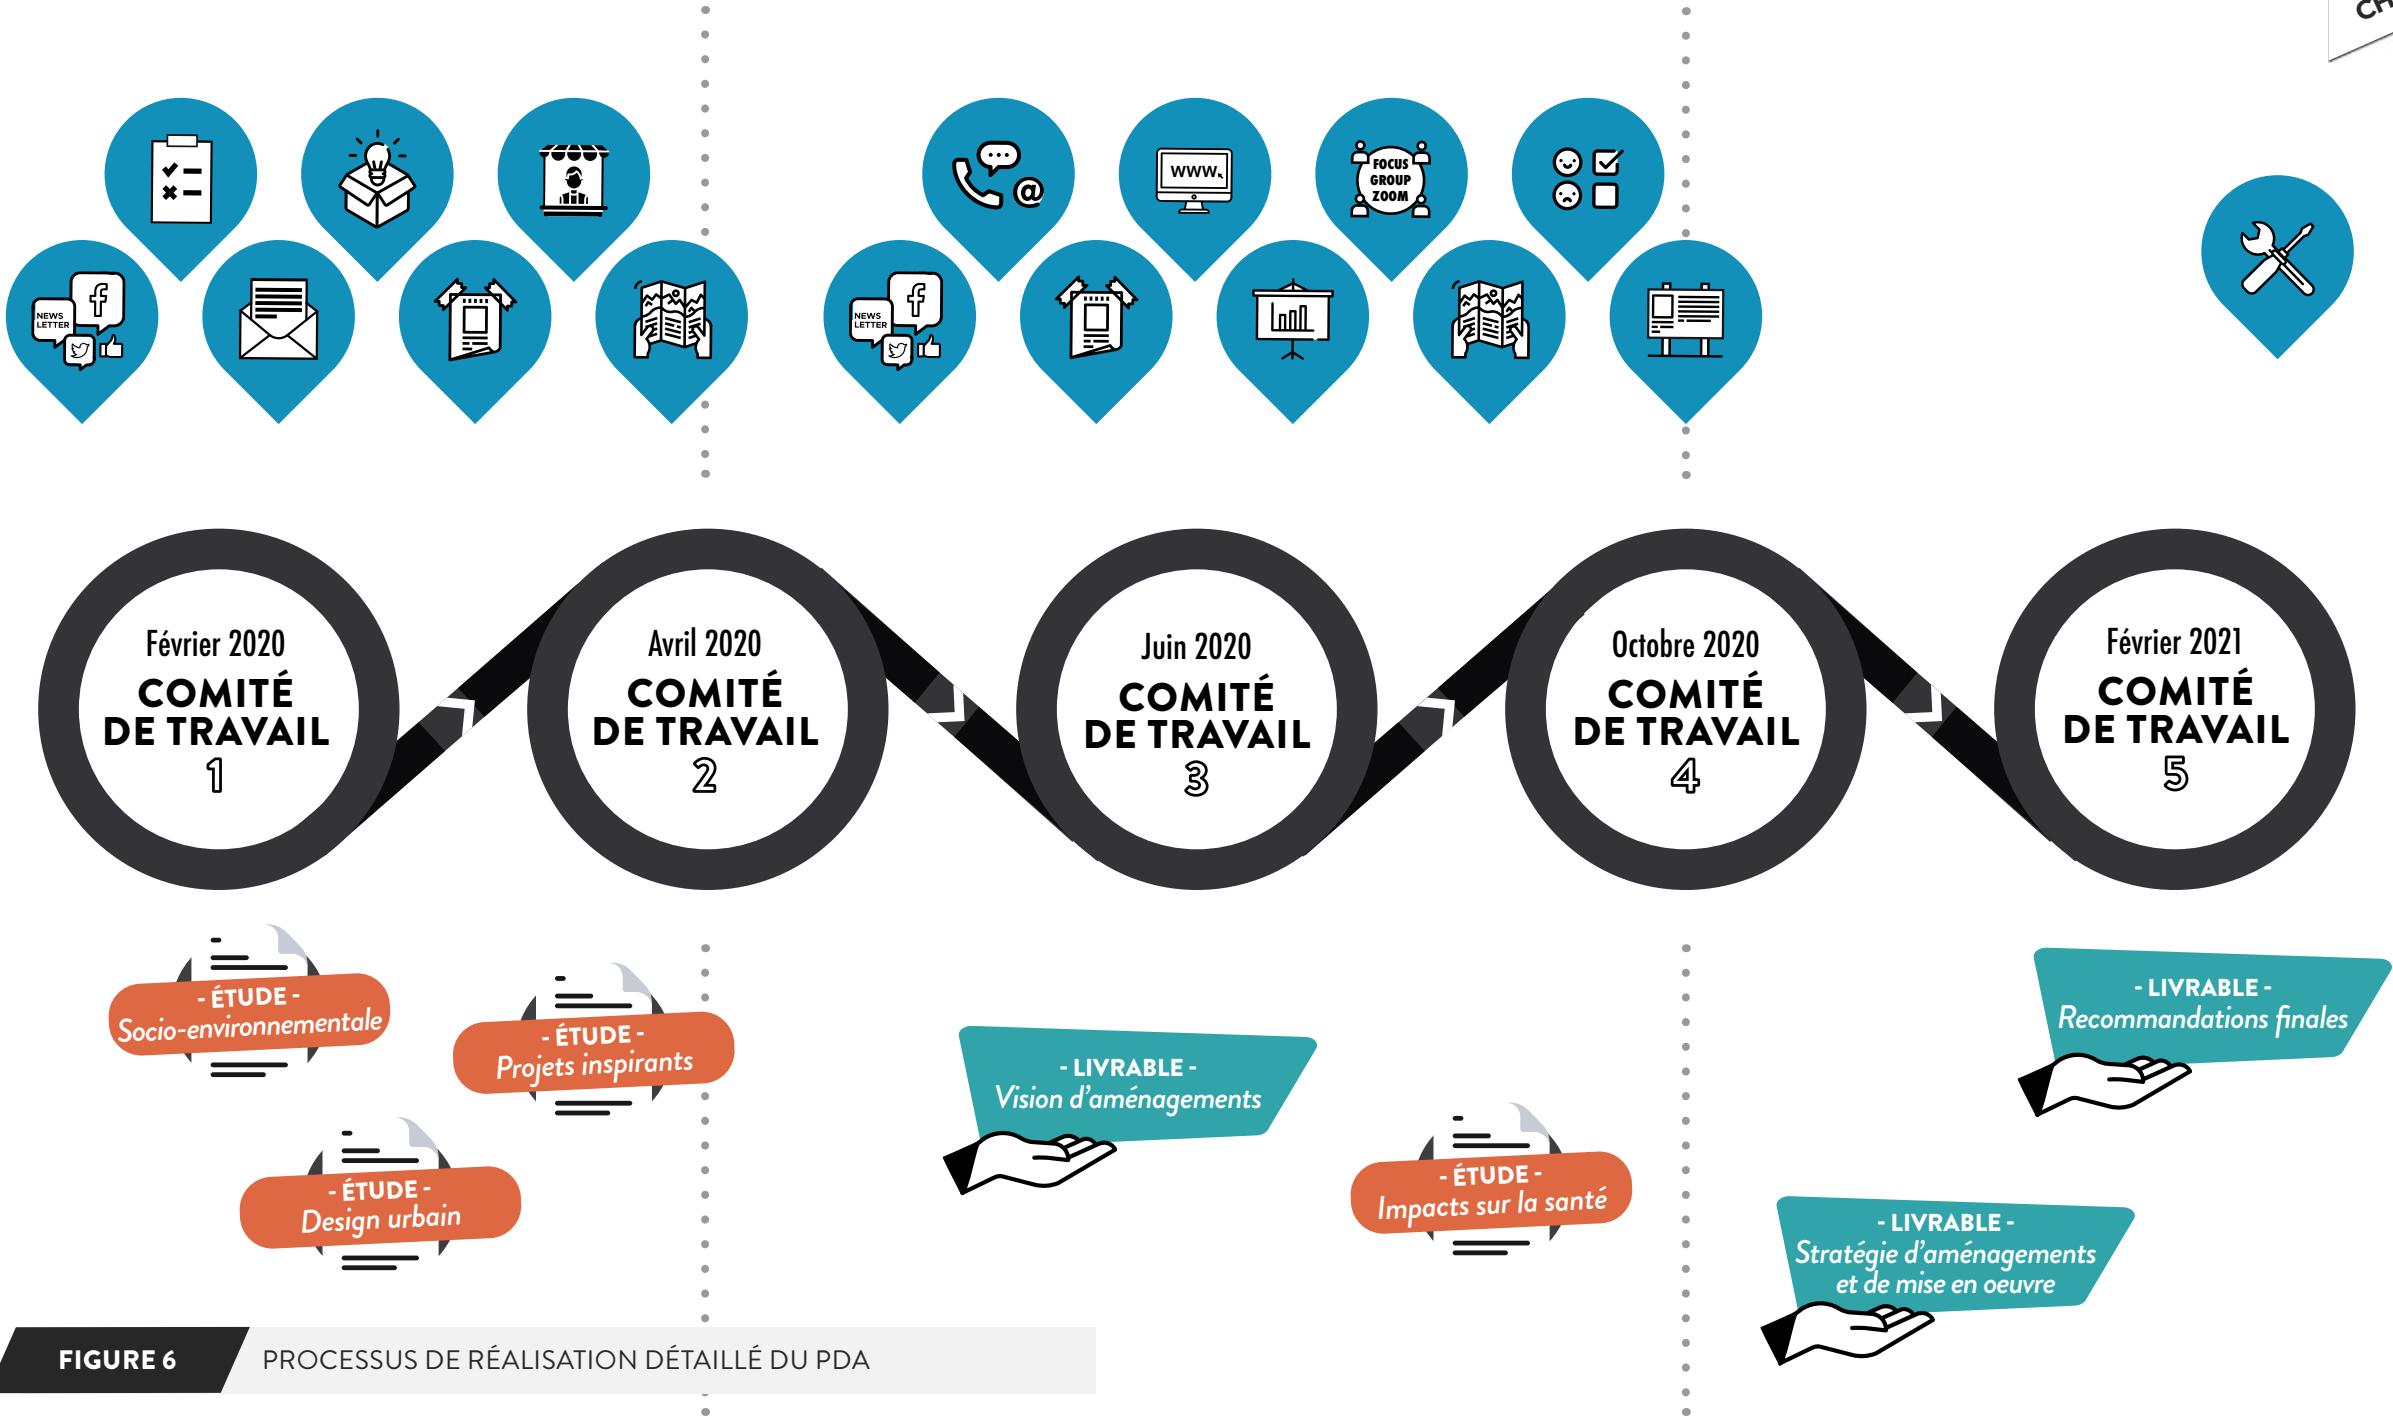 FOCUS
GROUP
ZOOM
WWW.
@
NEWS
LETTER
f
NEWS
LETTER
f
Février 2020
COMITÉ
DE TRAVAIL
1
Avril 2020
COMITÉ
DE TRAVAIL
2
Juin 2020
COMITÉ
DE TRAVAIL
3
Octobre 2020
COMITÉ
DE TRAVAIL
4
Février 2021
COMITÉ
DE TRAVAIL
5
- ÉTUDE -
Socio-environnementale
- ÉTUDE -
Projets inspirants
- ÉTUDE -
Design urbain
- LIVRABLE -
Vision d'aménagements
- ÉTUDE -
Impacts sur la santé
- LIVRABLE -
Recommandations finales
- LIVRABLE -
Stratégie d'aménagements
et de mise en oeuvre
FIGURE 6
PROCESSUS DE RÉALISATION DÉTAILLÉ DU PDA